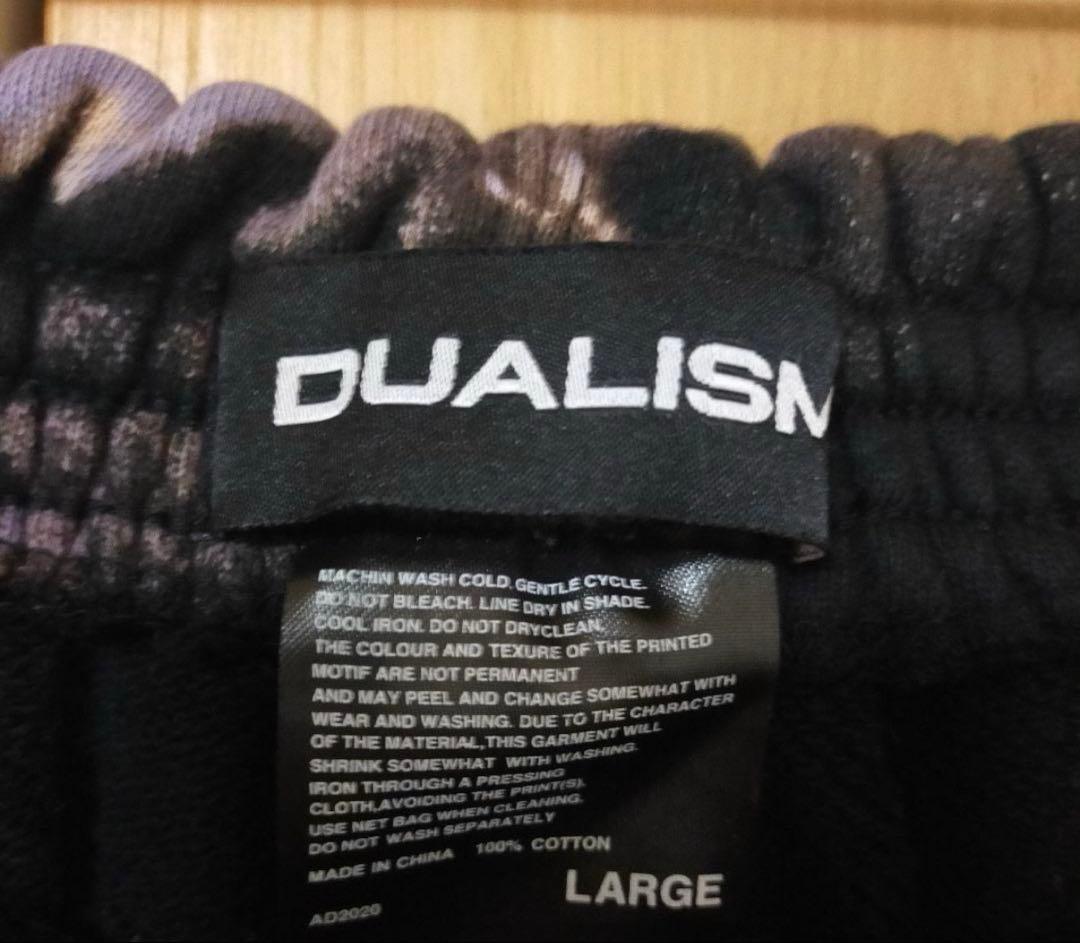 DUALISM
MACHIN WASH COLD. GENTLE CYCLE.
DO NOT BLEACH. LINE DRY IN SHADE.
COOL IRON. DO NOT DRYCLEAN.
THE COLOUR AND TEXURE OF THE PRINTED
MOTIF ARE NOT PERMANENT
AND MAY PEEL AND CHANGE SOMEWHAT WITH
WEAR AND WASHING. DUE TO THE CHARACTER
OF THE MATERIAL,THIS GARMENT WILL
SHRINK SOMEWHAT WITH WASHING.
IRON THROUGH A PRESSING
CLOTH,AVOIDING THE PRINT(S).
USE NET BAG WHEN CLEANING.
DO NOT WASH SEPARATELY
MADE IN CHINA 100% COTTON
LARGE
AD2020